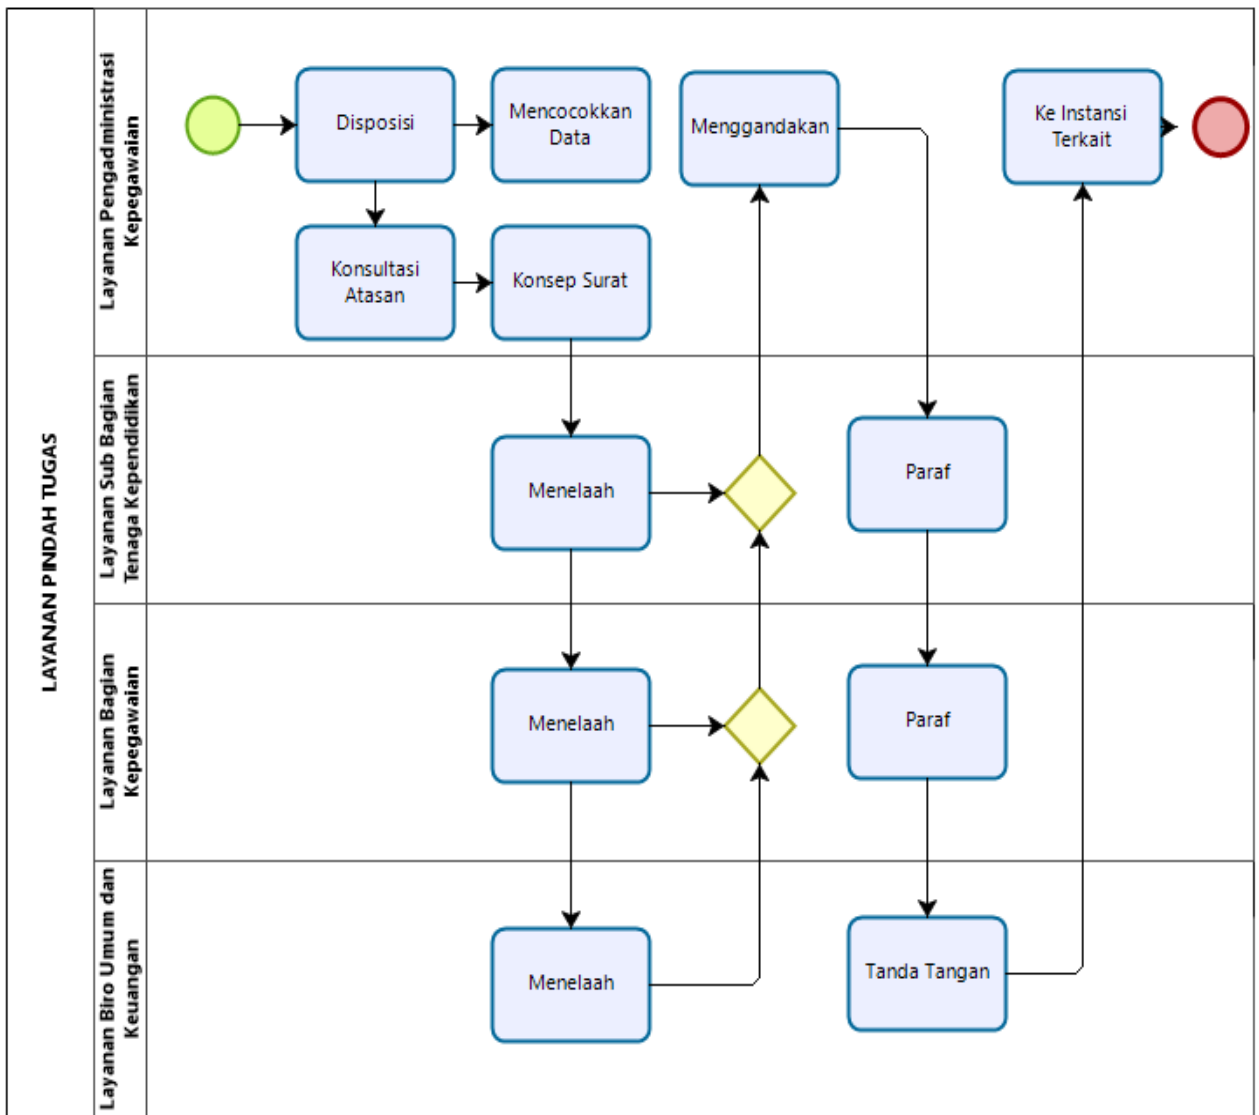 LAYANAN PINDAH TUGAS
Layanan Pengadministrasi
Kepegawaian
Disposisi
Mencocokkan
Data
Menggandakan
Ke Instansi
Terkait
Konsultasi
Atasan
Konsep Surat
Layanan Sub Bagian
Tenaga Kependidikan
Menelaah
Paraf
Layanan Bagian
Kepegawaian
Menelaah
Paraf
Layanan Biro Umum dan
Keuangan
Menelaah
Tanda Tangan